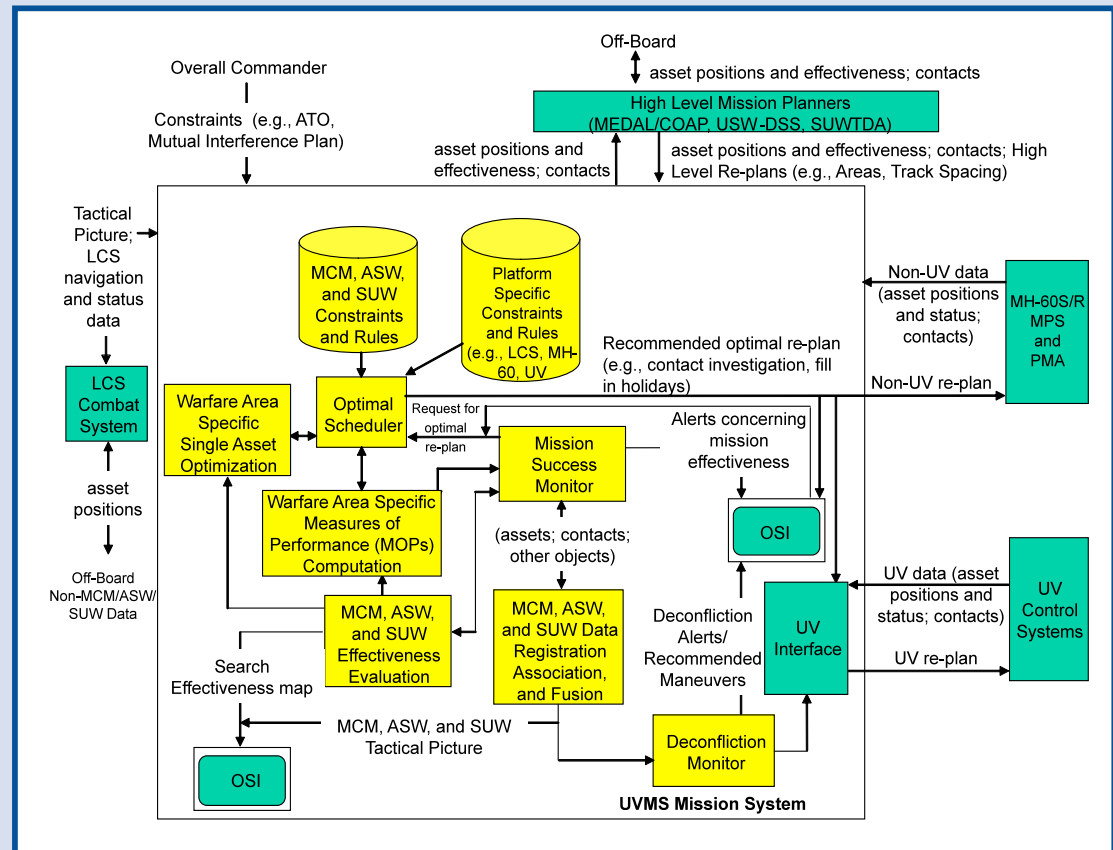 Off-Board
asset positions and effectiveness; contacts
Overall Commander
High Level Mission Planners
(MEDAL/COAP, USW-DSS, SUWTDA)
Constraints  (e.g., ATO,
Mutual Interference Plan)
asset positions and
effectiveness; contacts
asset positions and effectiveness; contacts; High
Level Re-plans (e.g., Areas, Track Spacing)
Tactical
Picture;
LCS
navigation
and status
data
MCM, ASW,
and SUW
Constraints
and Rules
Platform
Specific
Constraints
and Rules
(e.g., LCS, MH-
60, UV
Non-UV data
(asset positions
and status;
contacts)
MH-60S/R
MPS
and
PMA
Recommended optimal re-plan
(e.g., contact investigation, fill
in holidays)
Non-UV re-plan
LCS
Combat
System
Warfare Area
Specific
Single Asset
Optimization
Optimal
Scheduler
Request for
optimal
re-plan
Mission
Success
Monitor
Alerts concerning
mission
effectiveness
asset
positions
Warfare Area Specific
Measures of
Performance (MOPs)
Computation
(assets; contacts;
other objects)
OSI
Off-Board
Non-MCM/ASW/
SUW Data
MCM, ASW,
and SUW
Effectiveness
Evaluation
MCM, ASW,
and SUW Data
Registration
Association,
and Fusion
Deconfliction
Alerts/
Recommended
Maneuvers
UV
Interface
UV data (asset
positions and
status; contacts)
UV
Control
Systems
UV re-plan
Search
Effectiveness map
MCM, ASW, and SUW
Tactical Picture
Deconfliction
Monitor
OSI
UVMS Mission System